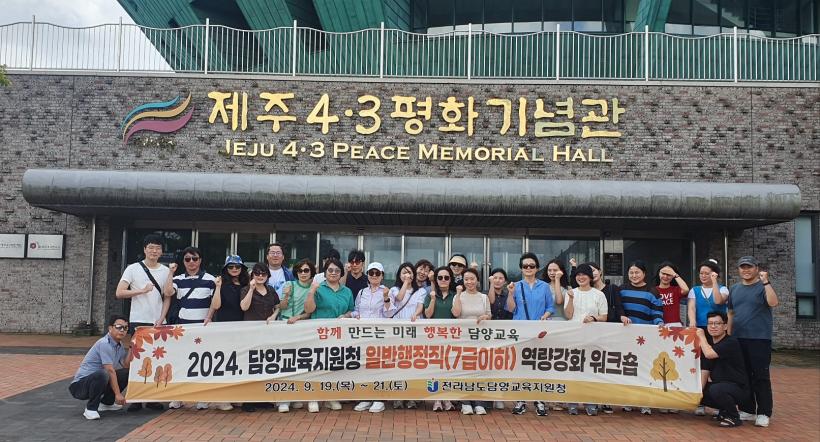 제주 4·3 평화기념관
JEJU 4·3 PEACE MEMORIAL HALL
LOVE
PEACE
함께 만드는 미래 행복한 담양교육
2024. 담양교육지원청 일반행정직(7급이하) 역량강화 워크숍
2024. 9. 19.(목) ~ 21.(토) 전라남도담양교육지원청